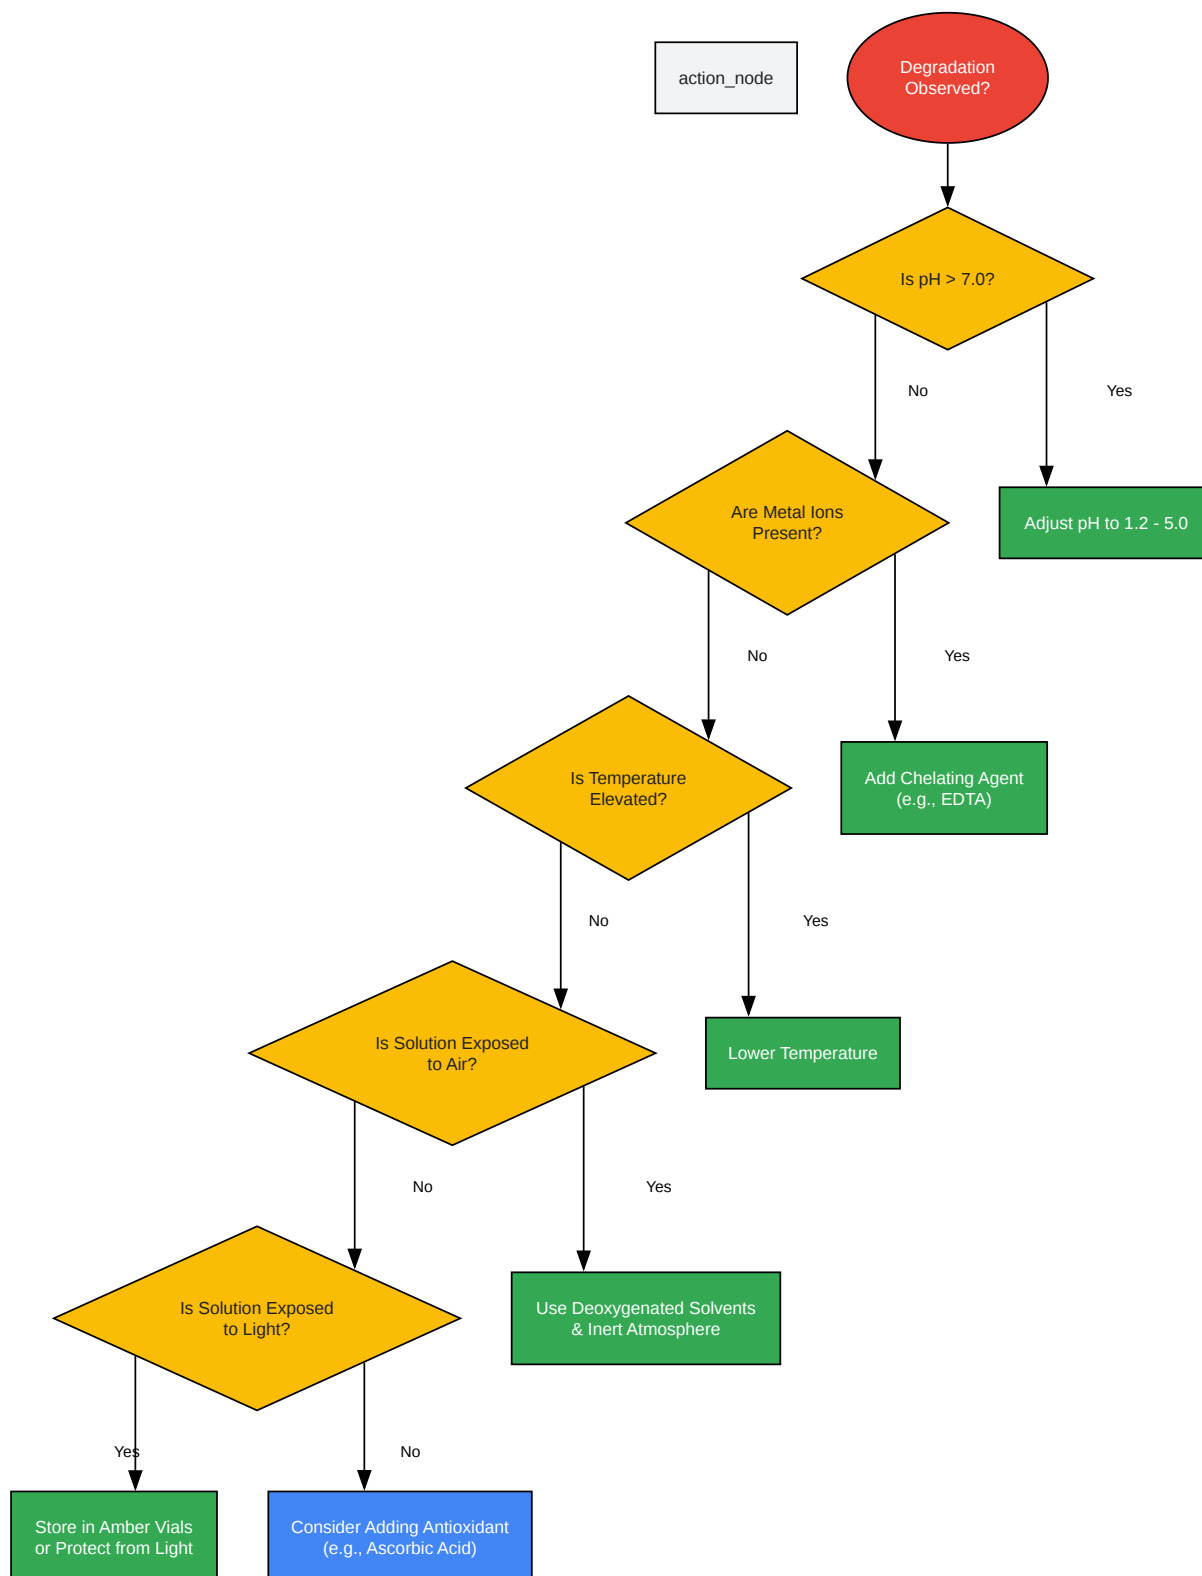 action_node
Degradation
Observed?
Is pH > 7.0?
No
Yes
Are Metal Ions
Present?
Adjust pH to 1.2 - 5.0
No
Yes
Is Temperature
Elevated?
Add Chelating Agent
(e.g., EDTA)
No
Yes
Is Solution Exposed
to Air?
Lower Temperature
No
Yes
Is Solution Exposed
to Light?
Use Deoxygenated Solvents
& Inert Atmosphere
Yes
No
Store in Amber Vials
or Protect from Light
Consider Adding Antioxidant
(e.g., Ascorbic Acid)